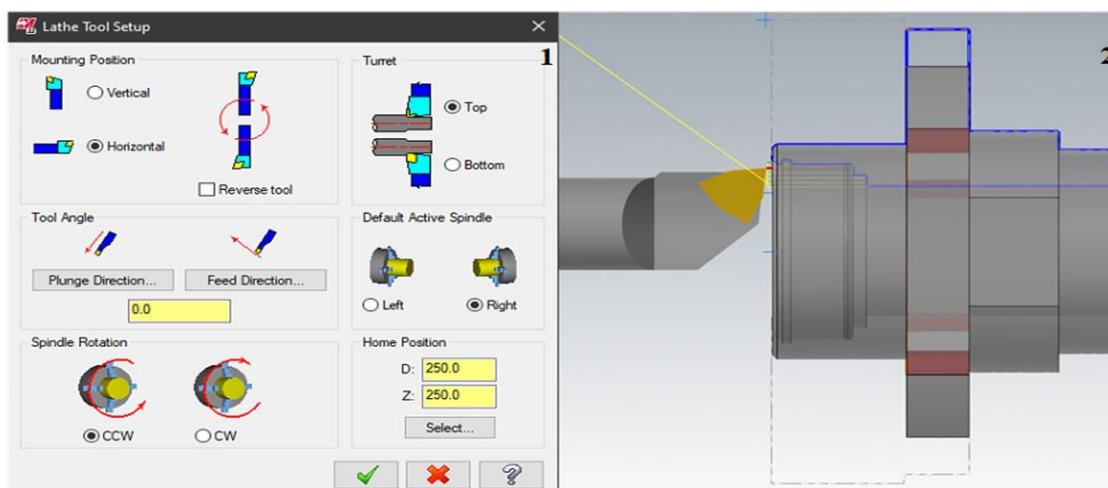 Lathe Tool Setup
1
2
Mounting Position
Vertical
Horizontal
Reverse tool
Turret
Top
Bottom
Tool Angle
Plunge Direction...
Feed Direction...
0.0
Default Active Spindle
Left
Right
Spindle Rotation
CCW
CW
Home Position
D: 250.0
Z: 250.0
Select...